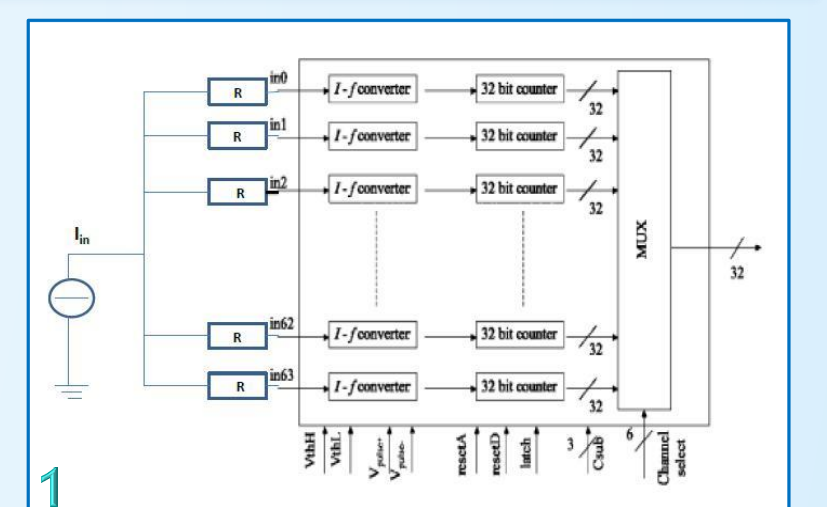 in0
R
I-f converter
32 bit counter
32
in1
R
I-f converter
32 bit counter
32
in2
R
I-f converter
32 bit counter
32
Iin
MUX
32
in62
R
I-f converter
32 bit counter
32
in63
R
I-f converter
32 bit counter
32
VthH
VthL
Vpulse+
Vpulse-
resetA
resetD
latch
3
Csub
6
Channel
select
1